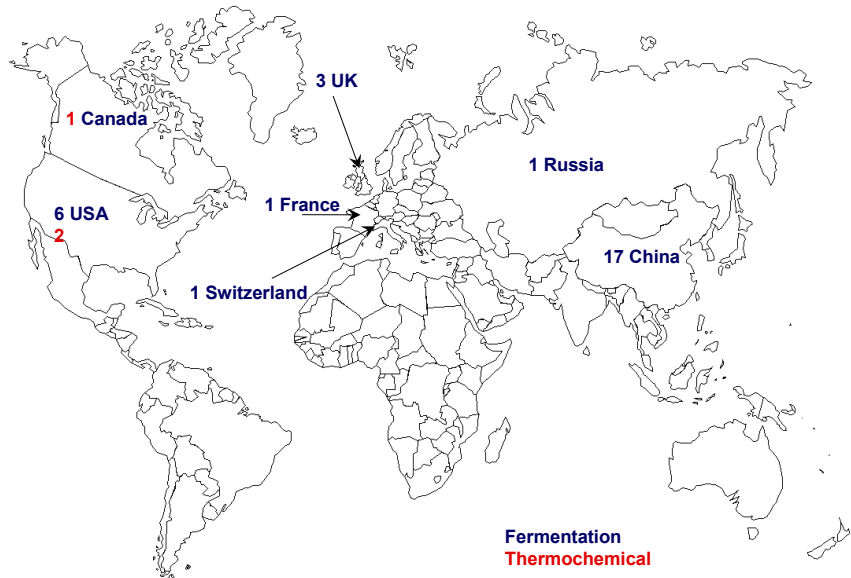 3 UK
1 Canada
1 Russia
1 France
6 USA
2
17 China
1 Switzerland
Fermentation
Thermochemical